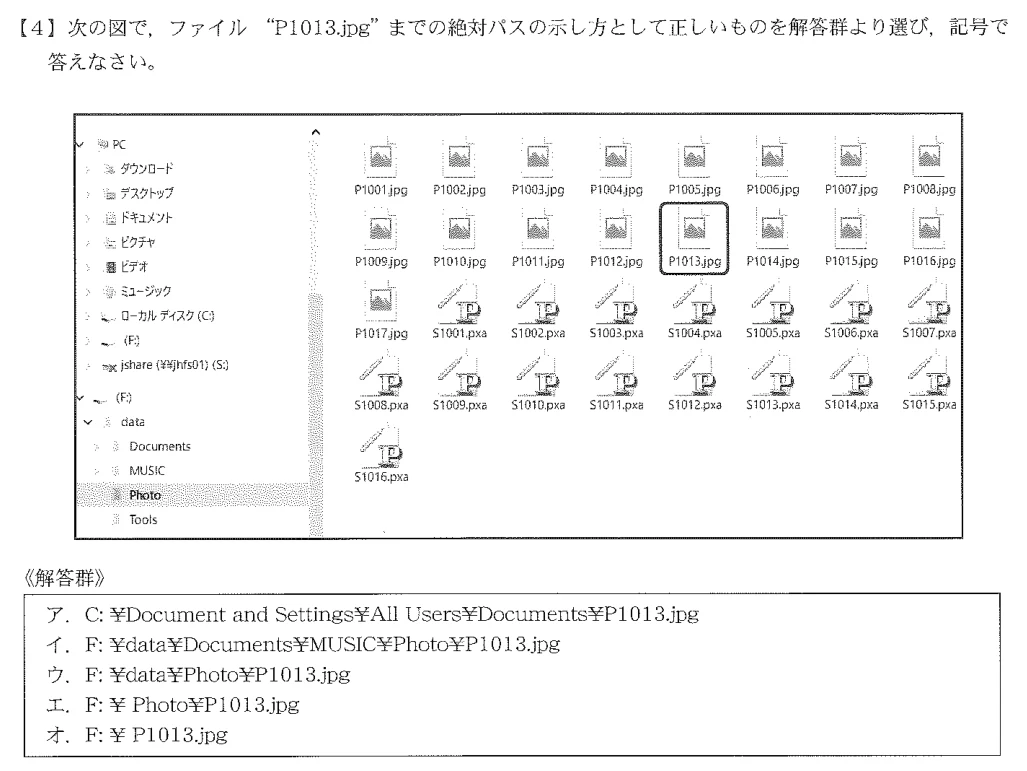 【4】次の図で，ファイル “P1013.jpg” までの絶対パスの示し方として正しいものを解答群より選び，記号で
答えなさい。
PC
ダウンロード
デスクトップ
ドキュメント
ピクチャ
ビデオ
ミュージック
ローカル ディスク (C:)
(F:)
jshare (¥¥jhfs01) (S:)
(F:)
data
Documents
MUSIC
Photo
Tools
P1001.jpg P1002.jpg P1003.jpg P1004.jpg P1005.jpg P1006.jpg P1007.jpg P1008.jpg
P1009.jpg P1010.jpg P1011.jpg P1012.jpg P1013.jpg P1014.jpg P1015.jpg P1016.jpg
P1017.jpg S1001.pxa S1002.pxa S1003.pxa S1004.pxa S1005.pxa S1006.pxa S1007.pxa
S1008.pxa S1009.pxa S1010.pxa S1011.pxa S1012.pxa S1013.pxa S1014.pxa S1015.pxa
S1016.pxa
《解答群》
ア．C: ¥Document and Settings¥All Users¥Documents¥P1013.jpg
イ．F: ¥data¥Documents¥MUSIC¥Photo¥P1013.jpg
ウ．F: ¥data¥Photo¥P1013.jpg
エ．F: ¥ Photo¥P1013.jpg
オ．F: ¥ P1013.jpg